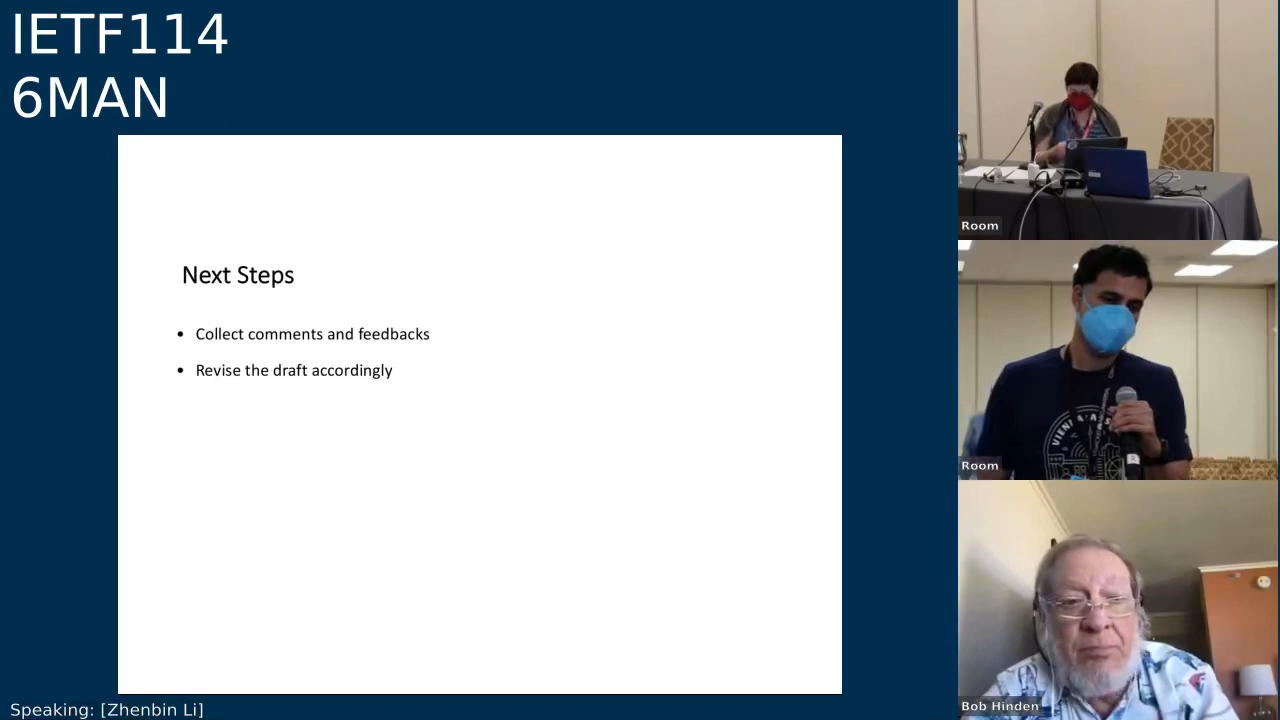 IETF114
6MAN
Next Steps
• Collect comments and feedbacks
• Revise the draft accordingly
Speaking: [Zhenbin Li]
Room
Room
VIENNA
Bob Hinden